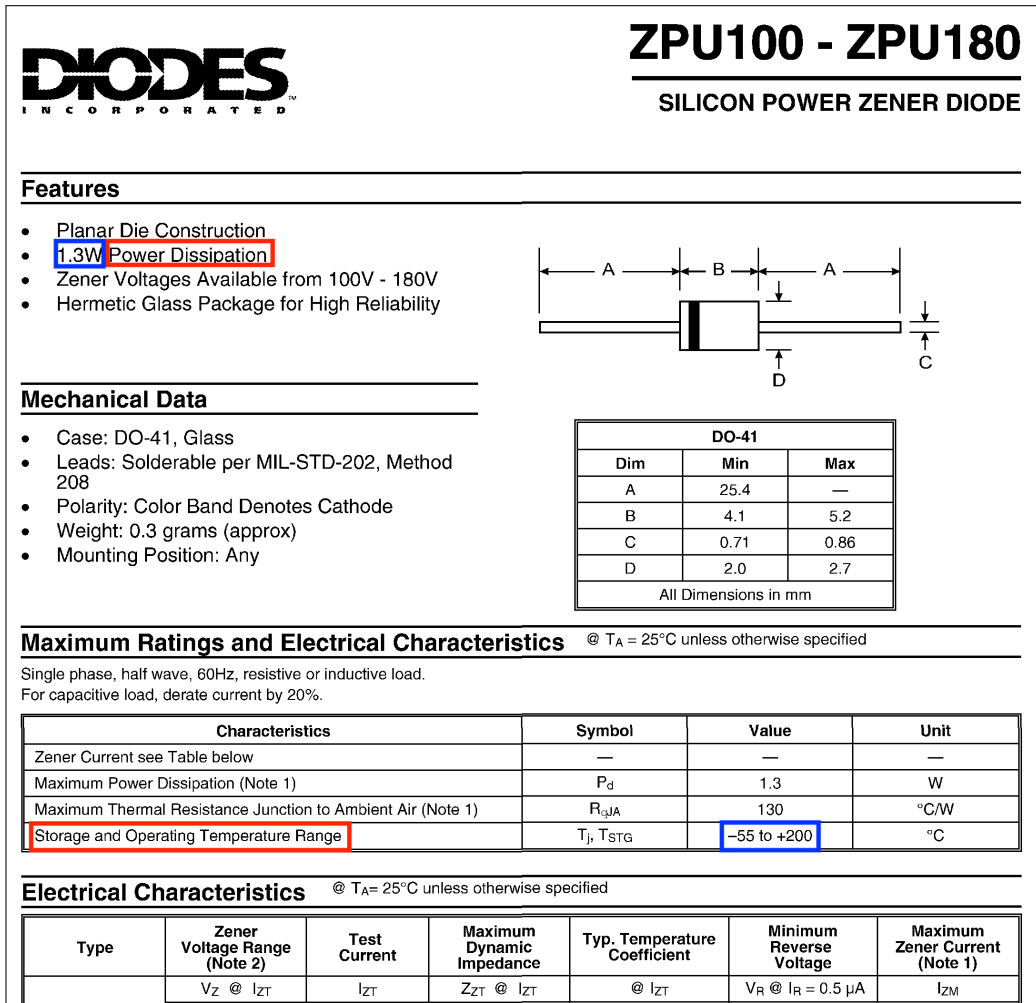 DIODES
INCORPORATED
ZPU100 - ZPU180
SILICON POWER ZENER DIODE
Features
• Planar Die Construction
• 1.3W Power Dissipation
• Zener Voltages Available from 100V - 180V
• Hermetic Glass Package for High Reliability
A B A
C
D
Mechanical Data
• Case: DO-41, Glass
• Leads: Solderable per MIL-STD-202, Method
208
• Polarity: Color Band Denotes Cathode
• Weight: 0.3 grams (approx)
• Mounting Position: Any
DO-41
Dim Min Max
A 25.4 —
B 4.1 5.2
C 0.71 0.86
D 2.0 2.7
All Dimensions in mm
Maximum Ratings and Electrical Characteristics @ TA = 25°C unless otherwise specified
Single phase, half wave, 60Hz, resistive or inductive load.
For capacitive load, derate current by 20%.
Characteristics Symbol Value Unit
Zener Current see Table below — — —
Maximum Power Dissipation (Note 1) Pd 1.3 W
Maximum Thermal Resistance Junction to Ambient Air (Note 1) RqJA 130 °C/W
Storage and Operating Temperature Range Tj, TSTG –55 to +200 °C
Electrical Characteristics @ TA= 25°C unless otherwise specified
Type
Zener
Voltage Range
(Note 2)
Test
Current
Maximum
Dynamic
Impedance
Typ. Temperature
Coefficient
Minimum
Reverse
Voltage
Maximum
Zener Current
(Note 1)
VZ @ IZT IZT ZZT @ IZT @ IZT VR @ IR = 0.5 µA IZM